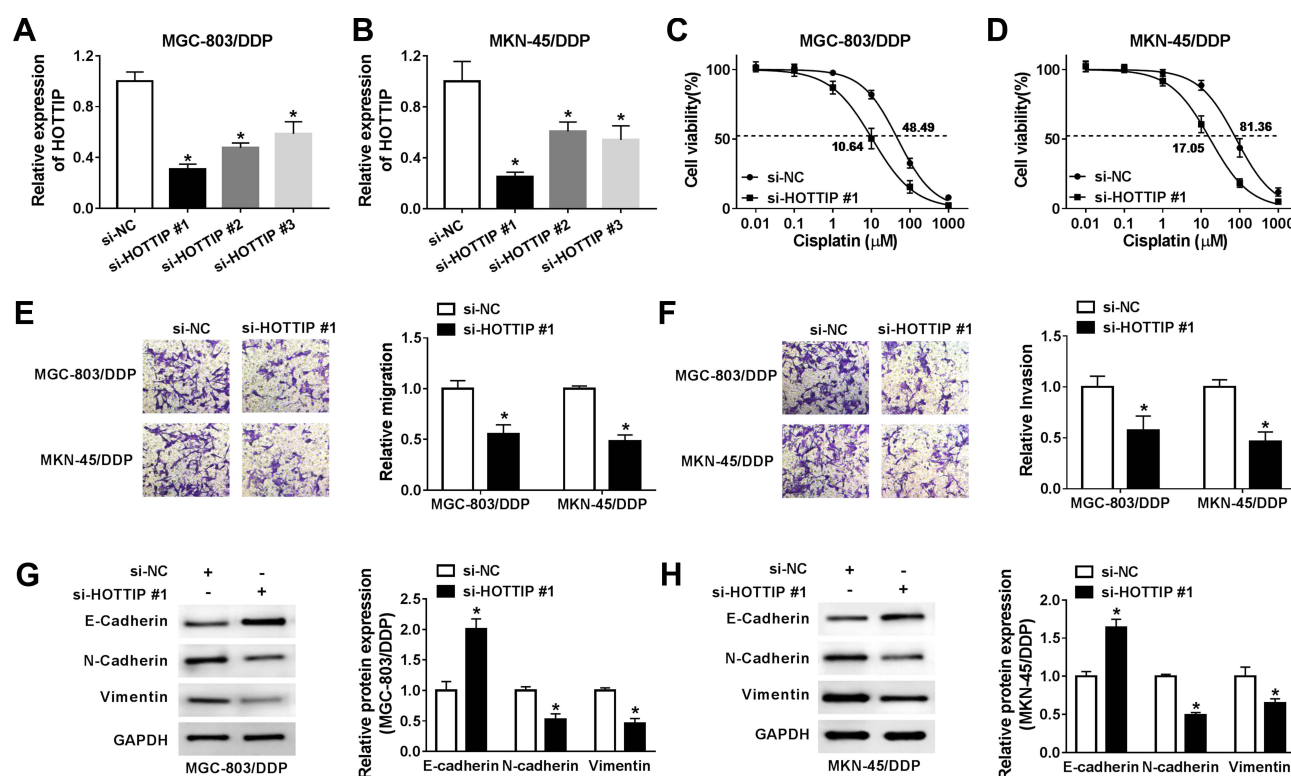 A
MGC-803/DDP
Relative expression
of HOTTIP
1.2
0.8
0.4
0.0
*
*
*
si-NC
si-HOTTIP #1
si-HOTTIP #2
si-HOTTIP #3
B
MKN-45/DDP
Relative expression
of HOTTIP
1.2
0.8
0.4
0.0
*
*
*
si-NC
si-HOTTIP #1
si-HOTTIP #2
si-HOTTIP #3
C
MGC-803/DDP
Cell viability(%)
100
50
0
48.49
10.64
si-NC
si-HOTTIP #1
0.01 0.1 1 10 100 1000
Cisplatin (μM)
D
MKN-45/DDP
Cell viability(%)
100
50
0
81.36
17.05
si-NC
si-HOTTIP #1
0.01 0.1 1 10 100 1000
Cisplatin (μM)
E
si-NC si-HOTTIP #1
MGC-803/DDP
MKN-45/DDP
si-NC
si-HOTTIP #1
Relative migration
1.5
1.0
0.5
0.0
*
*
MGC-803/DDP MKN-45/DDP
F
si-NC si-HOTTIP #1
MGC-803/DDP
MKN-45/DDP
si-NC
si-HOTTIP #1
Relative Invasion
1.5
1.0
0.5
0.0
*
*
MGC-803/DDP MKN-45/DDP
G
si-NC + -
si-HOTTIP #1 - +
E-Cadherin
N-Cadherin
Vimentin
GAPDH
MGC-803/DDP
si-NC
si-HOTTIP #1
Relative protein expression
(MGC-803/DDP)
2.5
2.0
1.5
1.0
0.5
0.0
*
*
*
E-cadherin N-cadherin Vimentin
H
si-NC + -
si-HOTTIP #1 - +
E-Cadherin
N-Cadherin
Vimentin
GAPDH
MKN-45/DDP
si-NC
si-HOTTIP #1
Relative protein expression
(MKN-45/DDP)
2.0
1.5
1.0
0.5
0.0
*
*
*
E-cadherin N-cadherin Vimentin